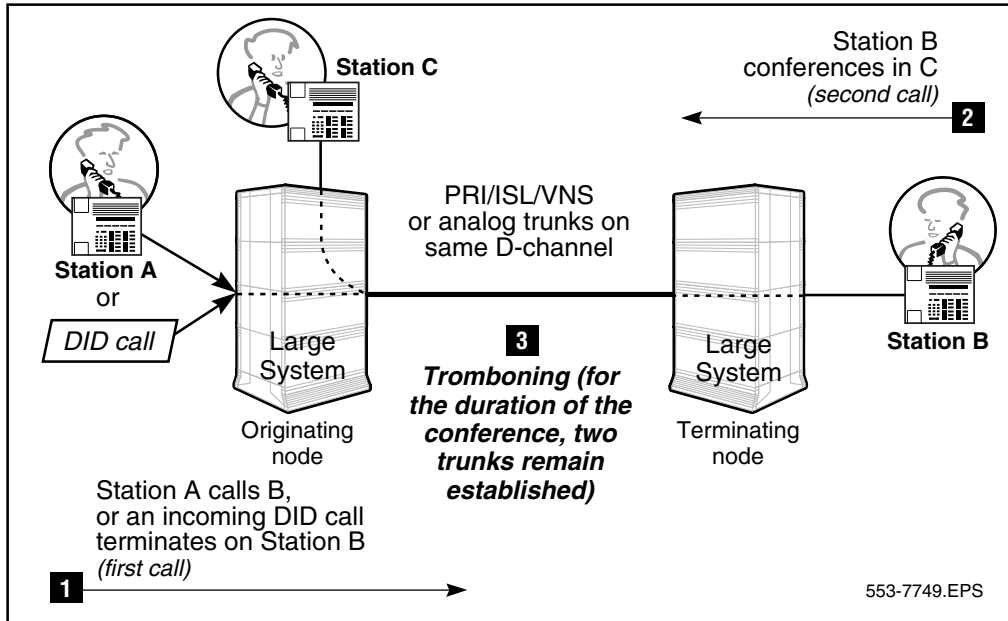 Station C
Station B
conferences in C
(second call)
2
Station A
or
DID call
PRI/ISL/VNS
or analog trunks on
same D-channel
Large
System
Originating
node
3
Tromboning (for
the duration of the
conference, two
trunks remain
established)
Large
System
Terminating
node
Station B
Station A calls B,
or an incoming DID call
terminates on Station B
(first call)
1
553-7749.EPS